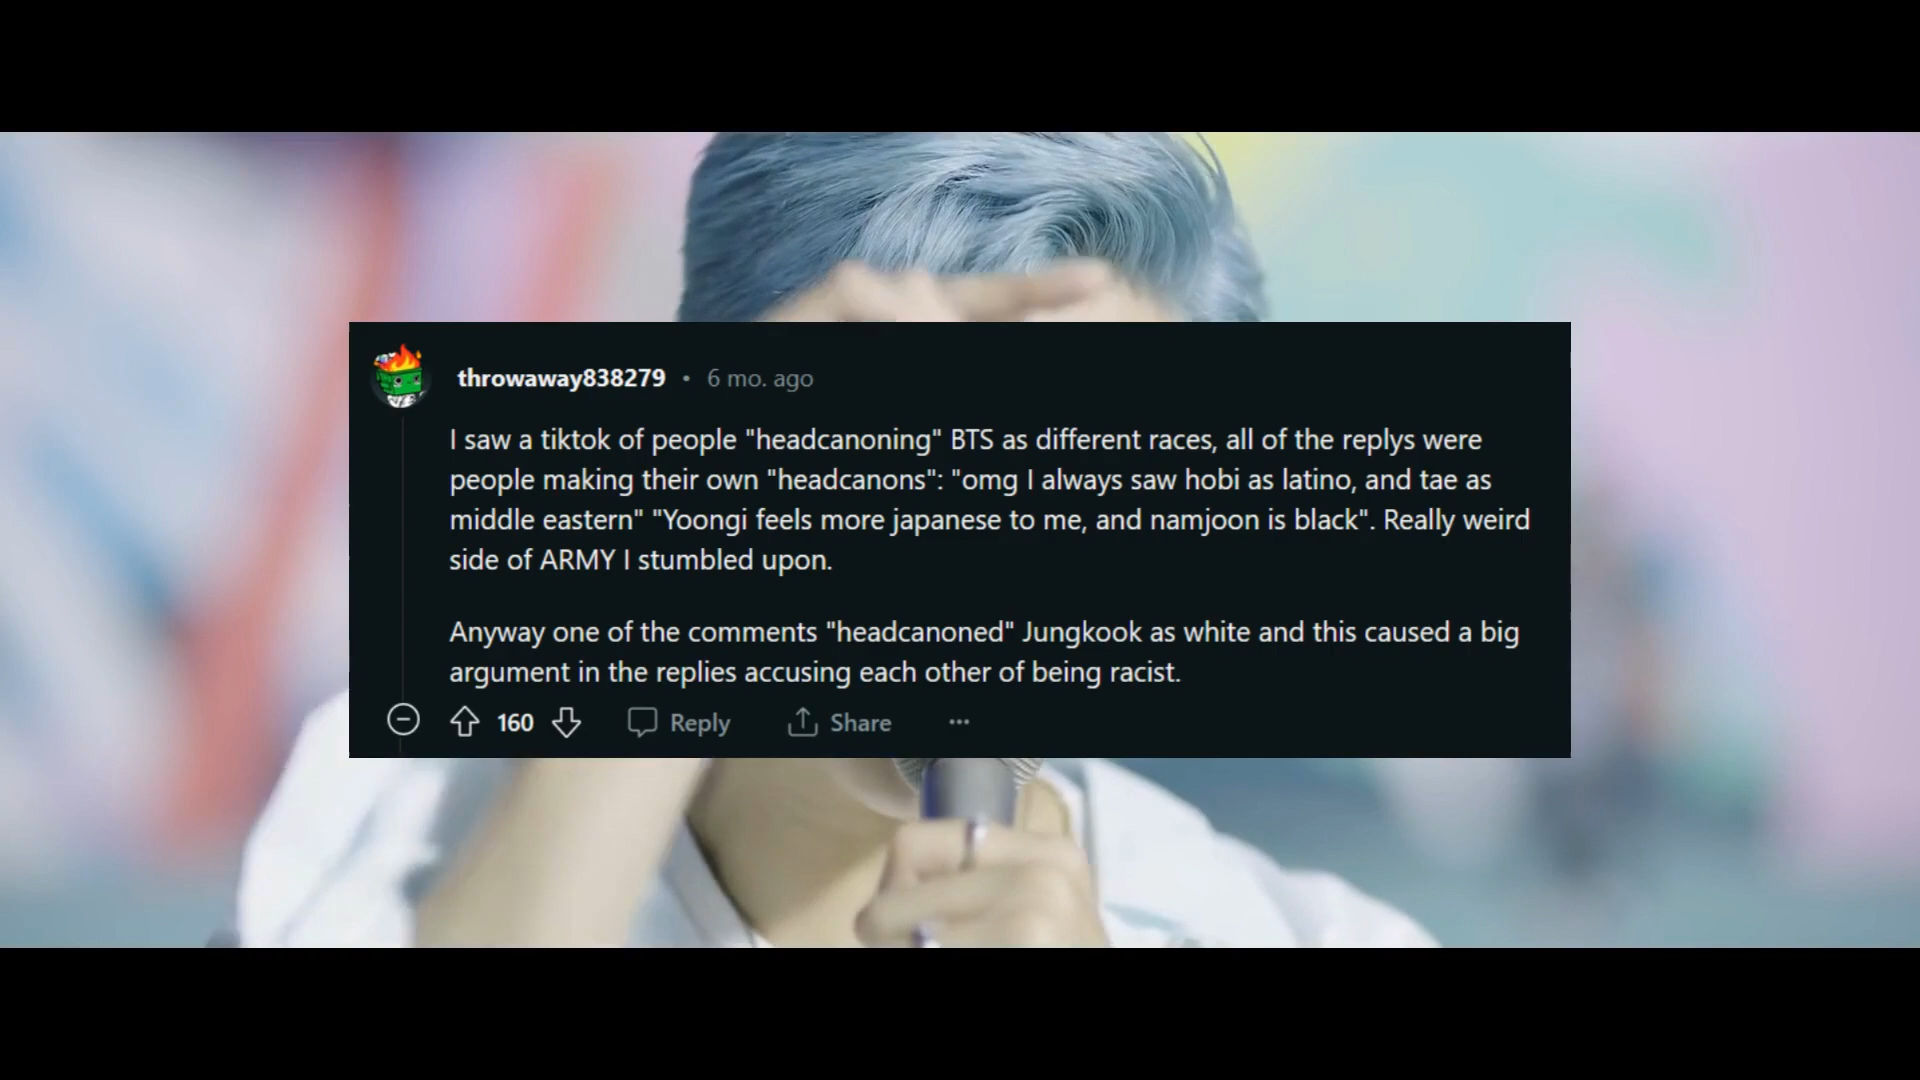 throwaway838279 • 6 mo. ago
I saw a tiktok of people "headcanoning" BTS as different races, all of the replys were
people making their own "headcanons": "omg I always saw hobi as latino, and tae as
middle eastern" "Yoongi feels more japanese to me, and namjoon is black". Really weird
side of ARMY I stumbled upon.
Anyway one of the comments "headcanoned" Jungkook as white and this caused a big
argument in the replies accusing each other of being racist.
160 Reply Share ...